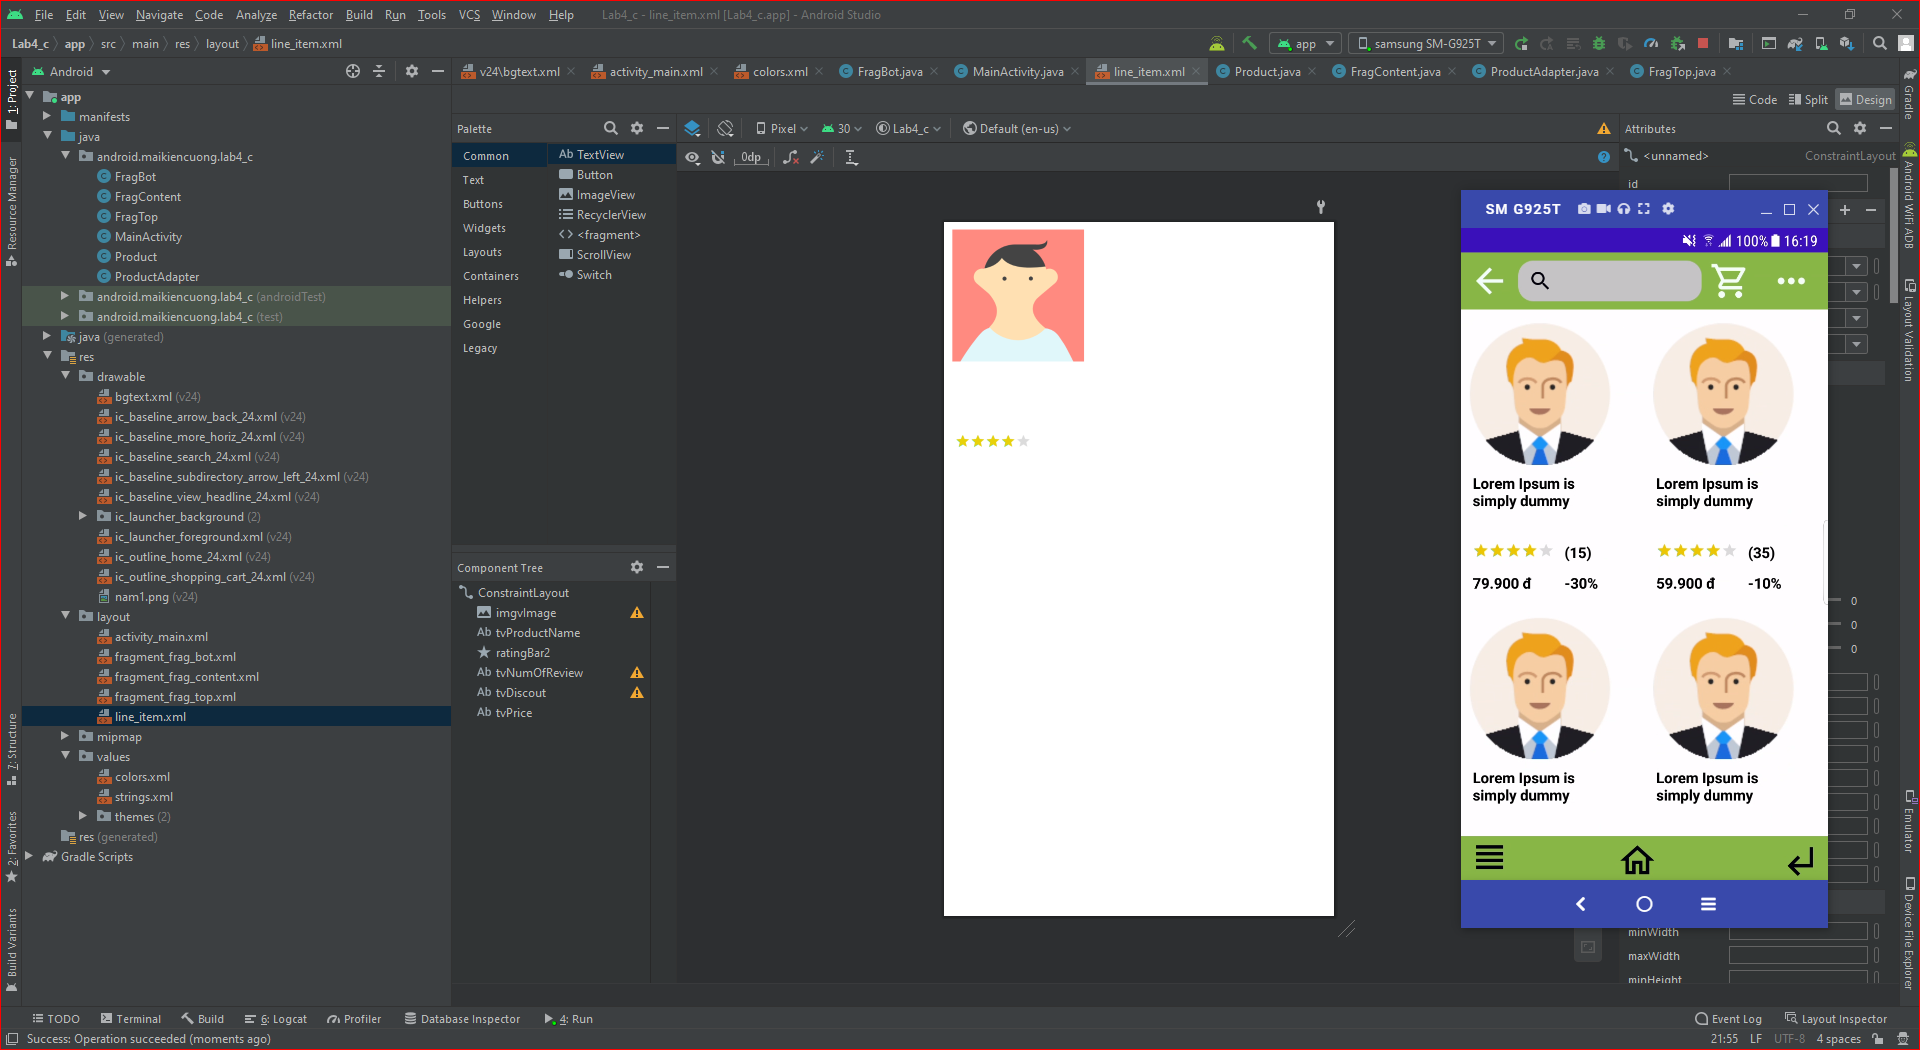 File Edit View Navigate Code Analyze Refactor Build Run Tools VCS Window Help Lab4_c - line_item.xml [Lab4_c.app] - Android Studio
Lab4_c app src main res layout line_item.xml app samsung SM-G925T
Android
v24\bgtext.xml activity_main.xml colors.xml FragBot.java MainActivity.java line_item.xml Product.java FragContent.java ProductAdapter.java FragTop.java
Code Split Design
1: Project
Resource Manager
7: Structure
2: Favorites
Build Variants
app
manifests
java
android.maikiencuong.lab4_c
FragBot
FragContent
FragTop
MainActivity
Product
ProductAdapter
android.maikiencuong.lab4_c (androidTest)
android.maikiencuong.lab4_c (test)
java (generated)
res
drawable
bgtext.xml (v24)
ic_baseline_arrow_back_24.xml (v24)
ic_baseline_more_horiz_24.xml (v24)
ic_baseline_search_24.xml (v24)
ic_baseline_subdirectory_arrow_left_24.xml (v24)
ic_baseline_view_headline_24.xml (v24)
ic_launcher_background (2)
ic_launcher_foreground.xml (v24)
ic_outline_home_24.xml (v24)
ic_outline_shopping_cart_24.xml (v24)
nam1.png (v24)
layout
activity_main.xml
fragment_frag_bot.xml
fragment_frag_content.xml
fragment_frag_top.xml
line_item.xml
mipmap
values
colors.xml
strings.xml
themes (2)
res (generated)
Gradle Scripts
Palette
Common
Text
Buttons
Widgets
Layouts
Containers
Helpers
Google
Legacy
Ab TextView
Button
ImageView
RecyclerView
<> <fragment>
ScrollView
Switch
Component Tree
ConstraintLayout
imgvImage
Ab tvProductName
ratingBar2
Ab tvNumOfReview
Ab tvDiscout
Ab tvPrice
Pixel 30 Lab4_c Default (en-us)
0dp
Attributes
<unnamed> ConstraintLayout
id
SM G925T
100% 16:19
Lorem Ipsum is simply dummy
(15)
79.900 đ -30%
Lorem Ipsum is simply dummy
(35)
59.900 đ -10%
Lorem Ipsum is simply dummy
Lorem Ipsum is simply dummy
0
0
0
minWidth
maxWidth
minHeight
Gradle
Android WiFi ADB
Layout Validation
Emulator
Device File Explorer
TODO Terminal Build 6: Logcat Profiler Database Inspector 4: Run Event Log Layout Inspector
Success: Operation succeeded (moments ago) 21:55 LF UTF-8 4 spaces